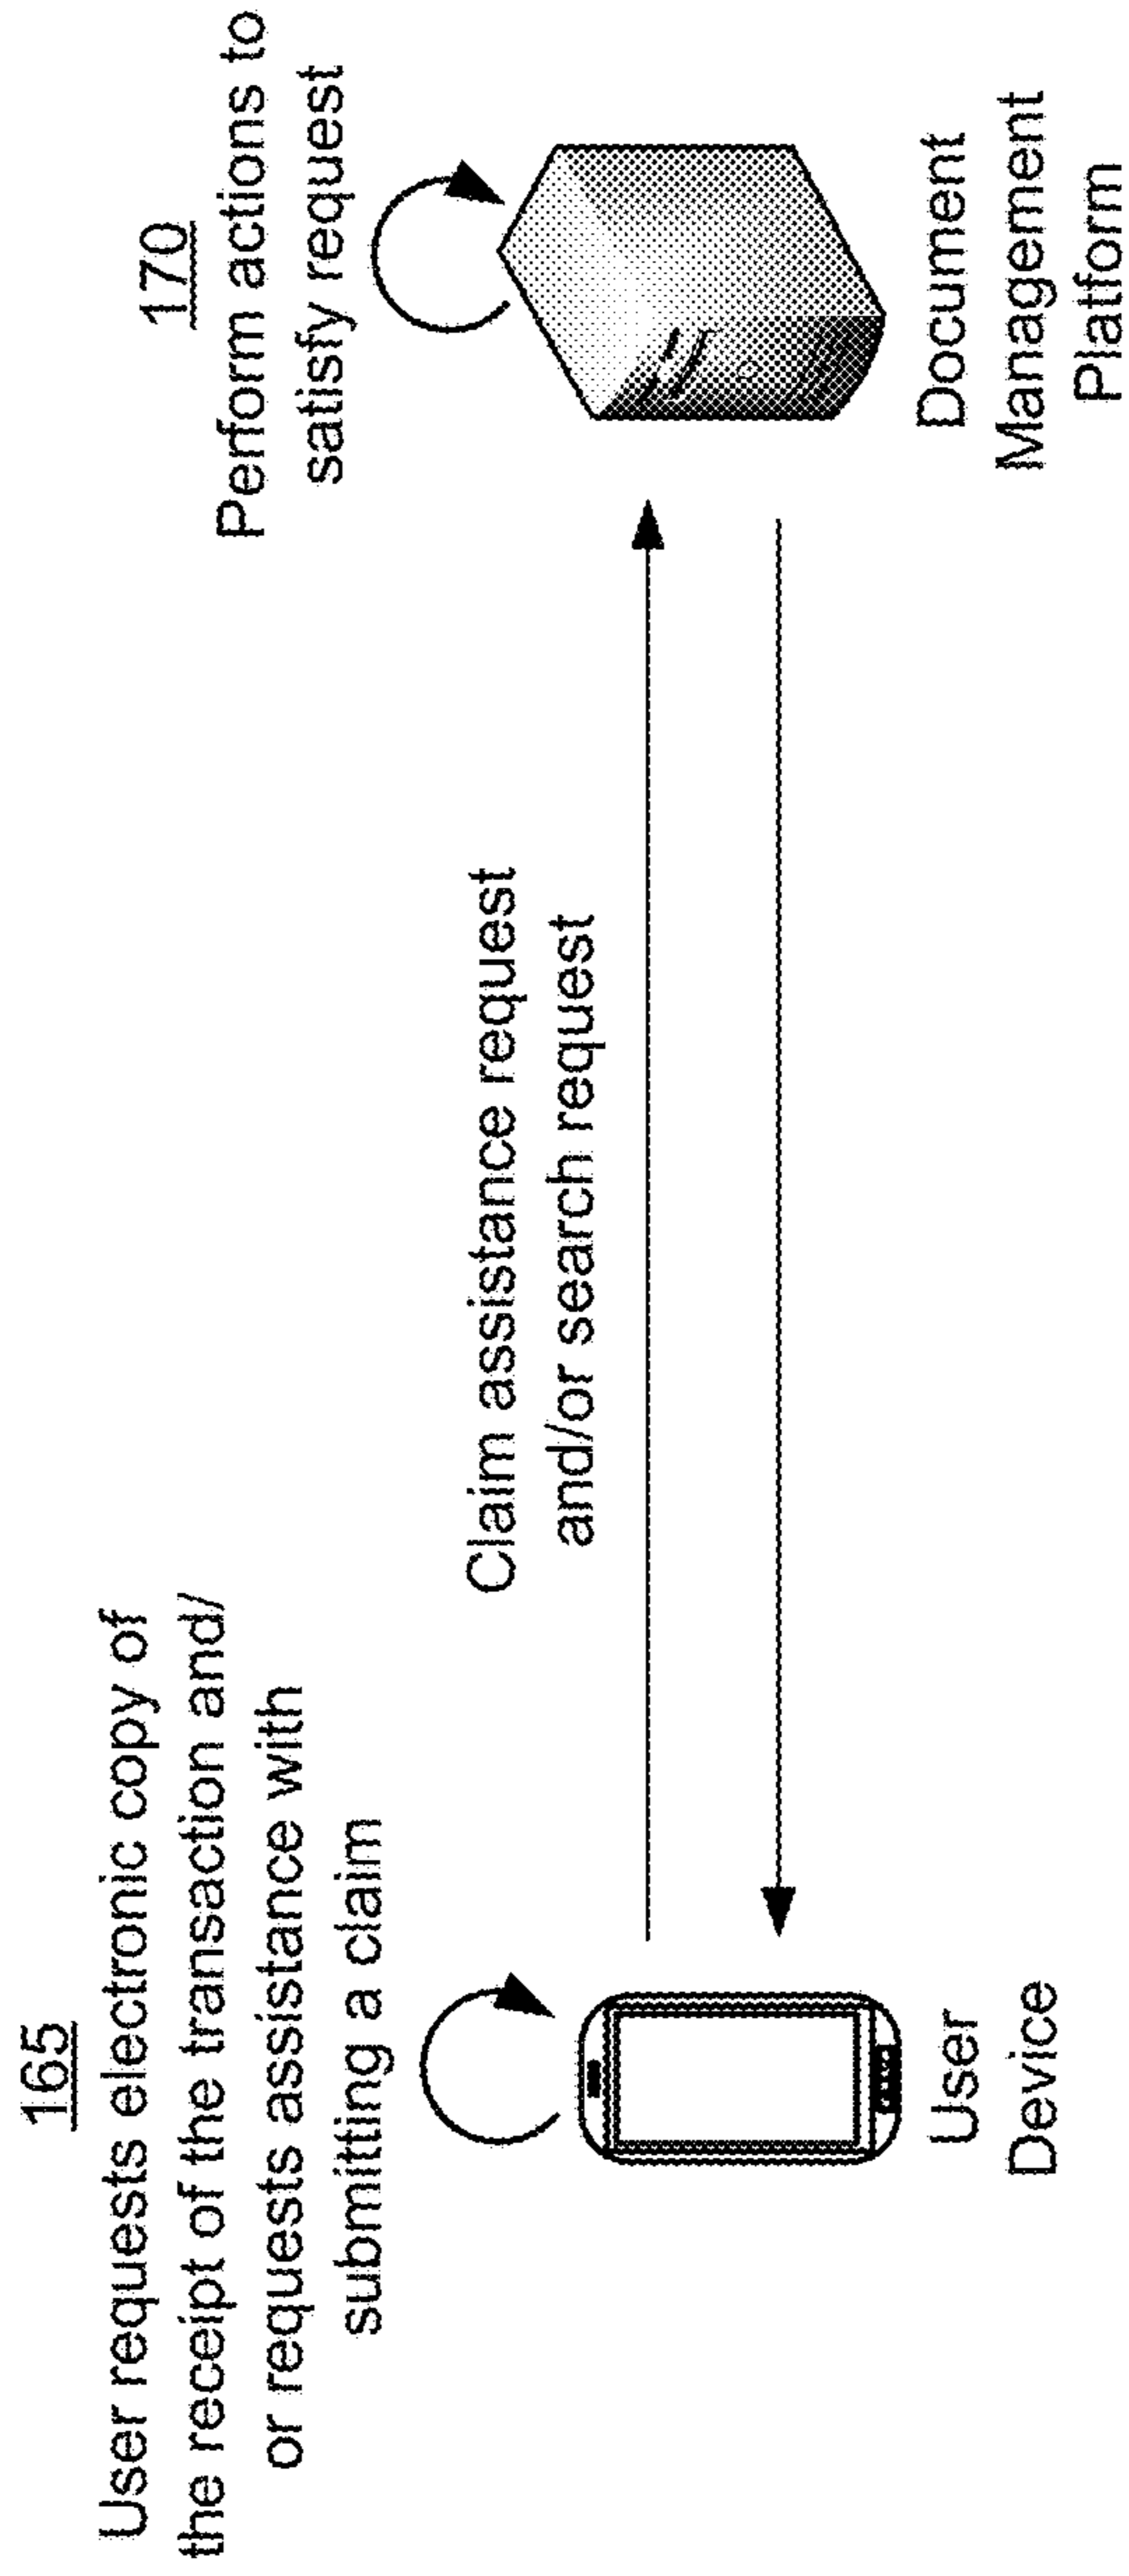 165
User requests electronic copy of
the receipt of the transaction and/
or requests assistance with
submitting a claim
User
Device
Claim assistance request
and/or search request
170
Perform actions to
satisfy request
Document
Management
Platform